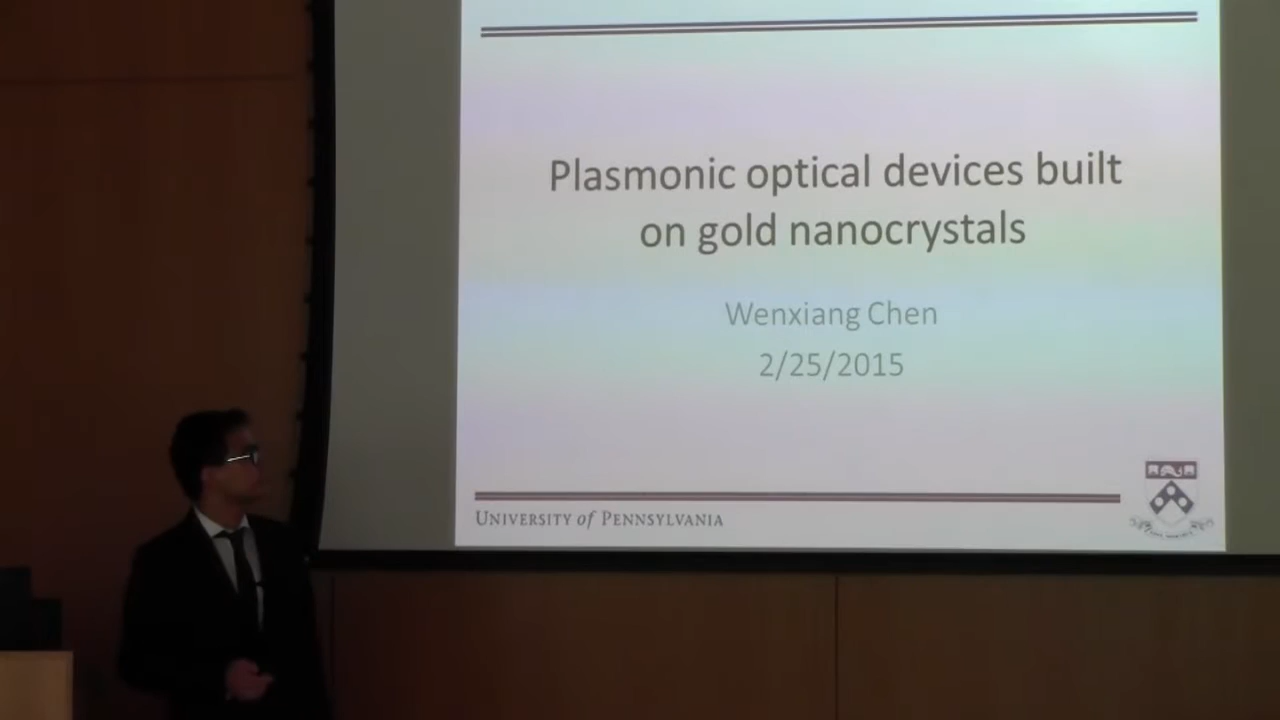 Plasmonic optical devices built
on gold nanocrystals
Wenxiang Chen
2/25/2015
UNIVERSITY of PENNSYLVANIA